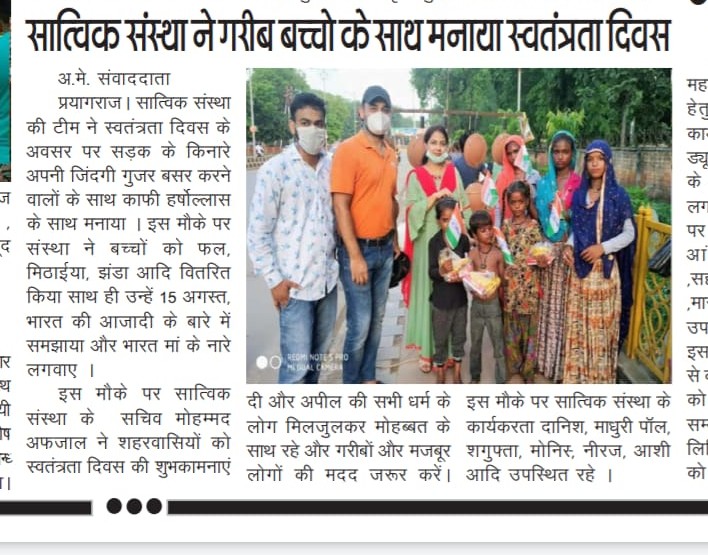 सात्विक संस्था ने गरीब बच्चो के साथ मनाया स्वतंत्रता दिवस
अ.मे. संवाददाता
प्रयागराज। सात्विक संस्था
की टीम ने स्वतंत्रता दिवस के
अवसर पर सड़क के किनारे
अपनी जिंदगी गुजर बसर करने
वालों के साथ काफी हर्षोल्लास
के साथ मनाया । इस मौके पर
संस्था ने बच्चों को फल,
मिठाईया, झंडा आदि वितरित
किया साथ ही उन्हें 15 अगस्त,
भारत की आजादी के बारे में
समझाया और भारत मां के नारे
लगवाए ।
इस मौके पर सात्विक
संस्था के सचिव मोहम्मद
अफजाल ने शहरवासियों को
स्वतंत्रता दिवस की शुभकामनाएं
REDMI NOTE 5 PRO
MI DUAL CAMERA
दी और अपील की सभी धर्म के
लोग मिलजुलकर मोहब्बत के
साथ रहे और गरीबों और मजबूर
लोगों की मदद जरूर करें।
इस मौके पर सात्विक संस्था के
कार्यकरता दानिश, माधुरी पॉल,
शगुफ्ता, मोनिस, नीरज, आशी
आदि उपस्थित रहे ।